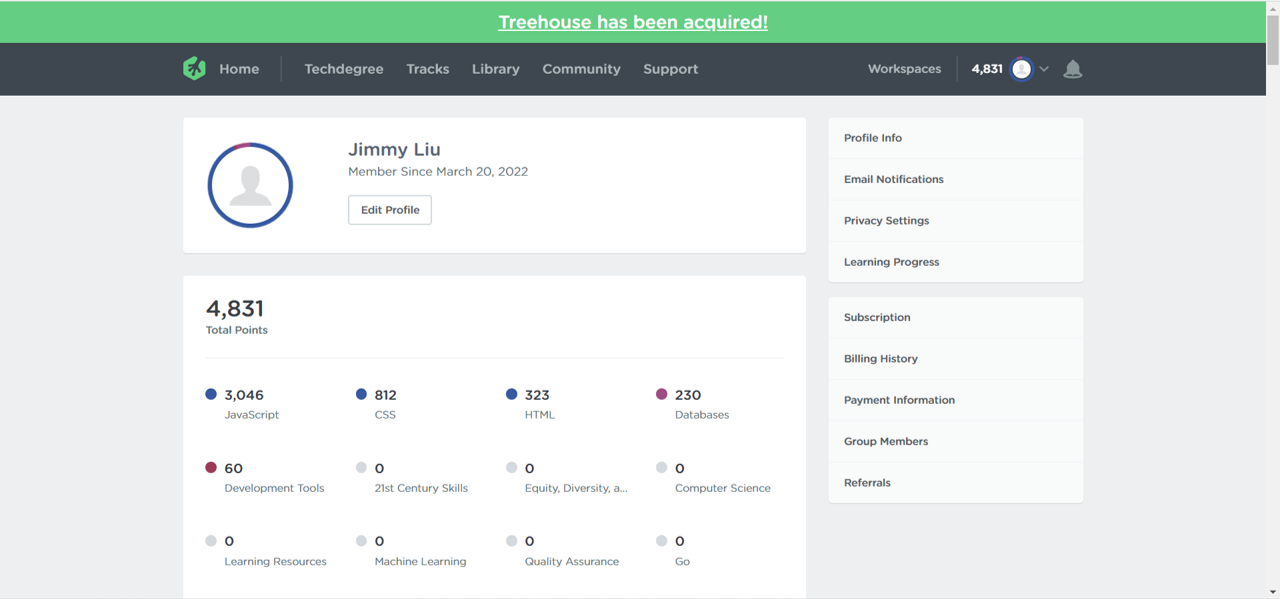 Treehouse has been acquired!
Home Techdegree Tracks Library Community Support Workspaces 4,831
Jimmy Liu
Member Since March 20, 2022
Edit Profile
4,831
Total Points
3,046 812 323 230
JavaScript CSS HTML Databases
60 0 0 0
Development Tools 21st Century Skills Equity, Diversity, a... Computer Science
0 0 0 0
Learning Resources Machine Learning Quality Assurance Go
Profile Info
Email Notifications
Privacy Settings
Learning Progress
Subscription
Billing History
Payment Information
Group Members
Referrals